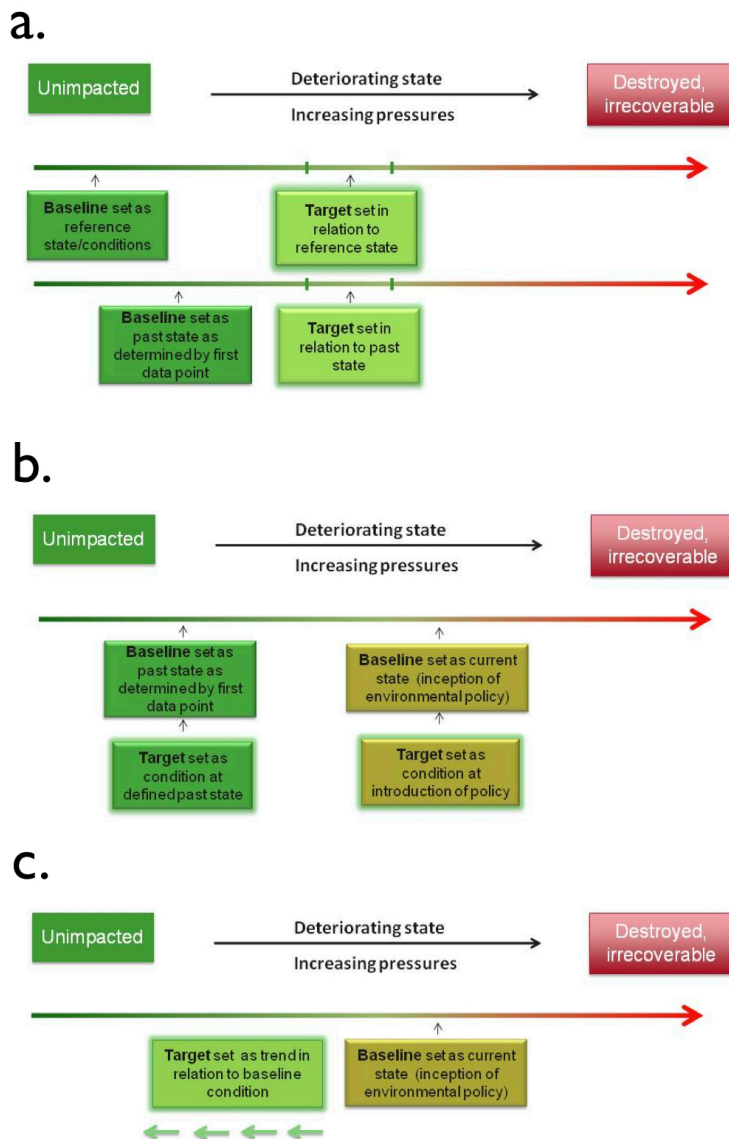 a.
Unimpacted
Deteriorating state
Increasing pressures
Destroyed,
irrecoverable
Baseline set as
reference
state/conditions
Target set in
relation to
reference state
Baseline set as
past state as
determined by first
data point
Target set in
relation to past
state
b.
Unimpacted
Deteriorating state
Increasing pressures
Destroyed,
irrecoverable
Baseline set as
past state as
determined by first
data point
Baseline set as current
state (inception of
environmental policy)
Target set as
condition at
defined past state
Target set as
condition at
introduction of policy
c.
Unimpacted
Deteriorating state
Increasing pressures
Destroyed,
irrecoverable
Target set as trend in
relation to baseline
condition
Baseline set as current
state (inception of
environmental policy)